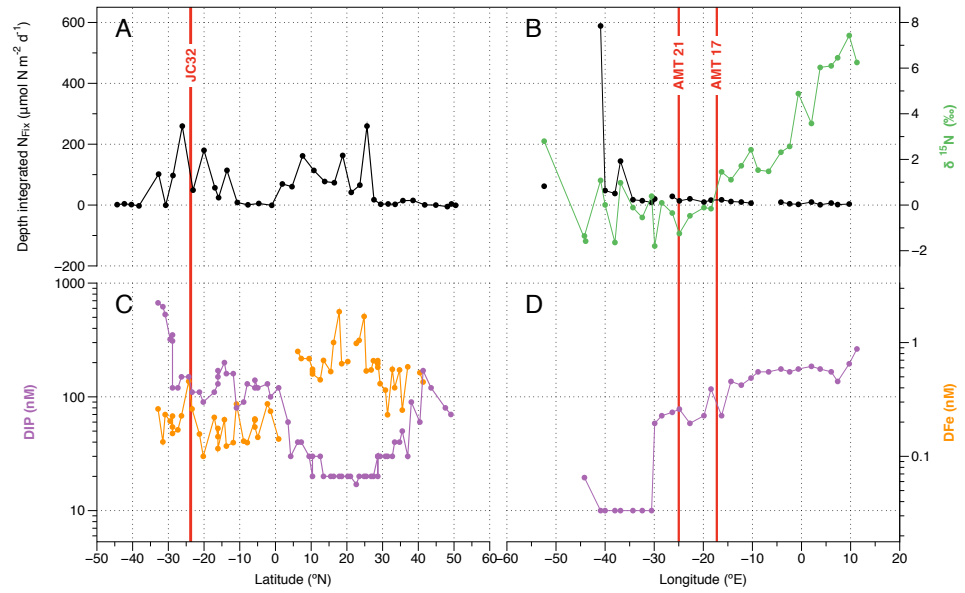 A
B
C
D
JC32
AMT 21
AMT 17
Depth integrated N_Fix (μmol N m⁻² d⁻¹)
600
400
200
0
−200
δ ¹⁵N (‰)
8
6
4
2
0
−2
DIP (nM)
1000
100
10
DFe (nM)
1
0.1
−50 −40 −30 −20 −10 0 10 20 30 40 50 60
Latitude (ºN)
−60 −50 −40 −30 −20 −10 0 10 20
Longitude (ºE)